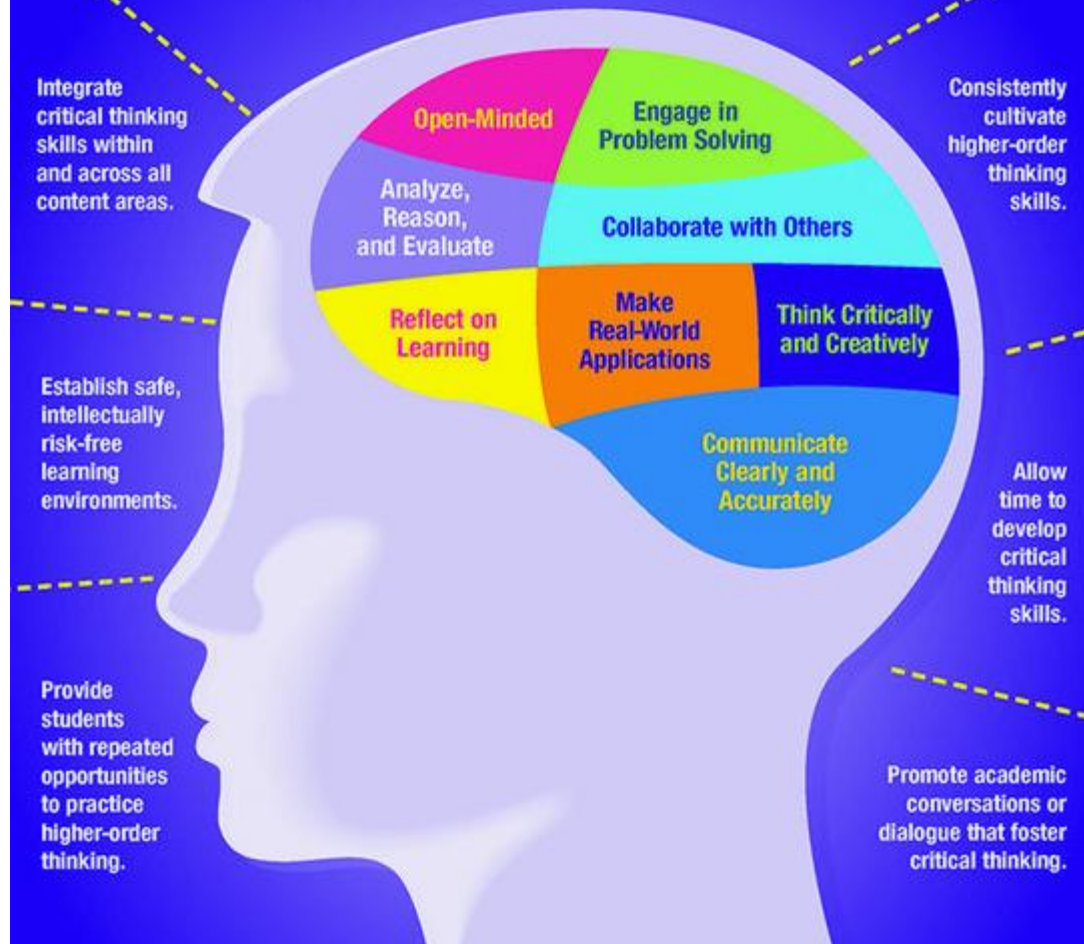 Integrate
critical thinking
skills within
and across all
content areas.
Establish safe,
intellectually
risk-free
learning
environments.
Provide
students
with repeated
opportunities
to practice
higher-order
thinking.
Open-Minded
Engage in
Problem Solving
Analyze,
Reason,
and Evaluate
Collaborate with Others
Reflect on
Learning
Make
Real-World
Applications
Think Critically
and Creatively
Communicate
Clearly and
Accurately
Consistently
cultivate
higher-order
thinking
skills.
Allow
time to
develop
critical
thinking
skills.
Promote academic
conversations or
dialogue that foster
critical thinking.